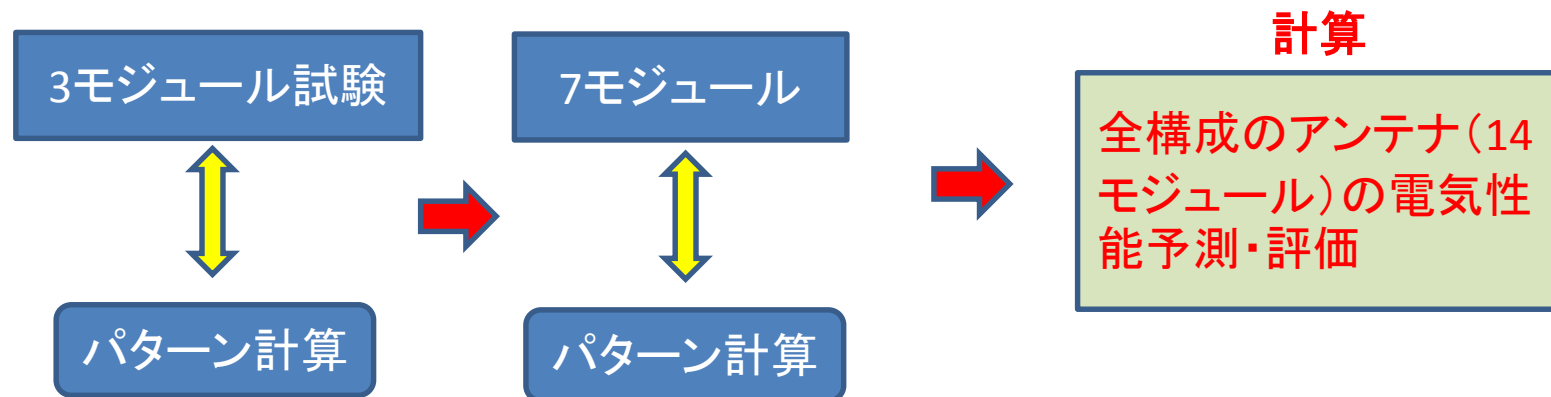 3モジュール試験
7モジュール
計算
全構成のアンテナ（14
モジュール）の電気性
能予測・評価
パターン計算
パターン計算